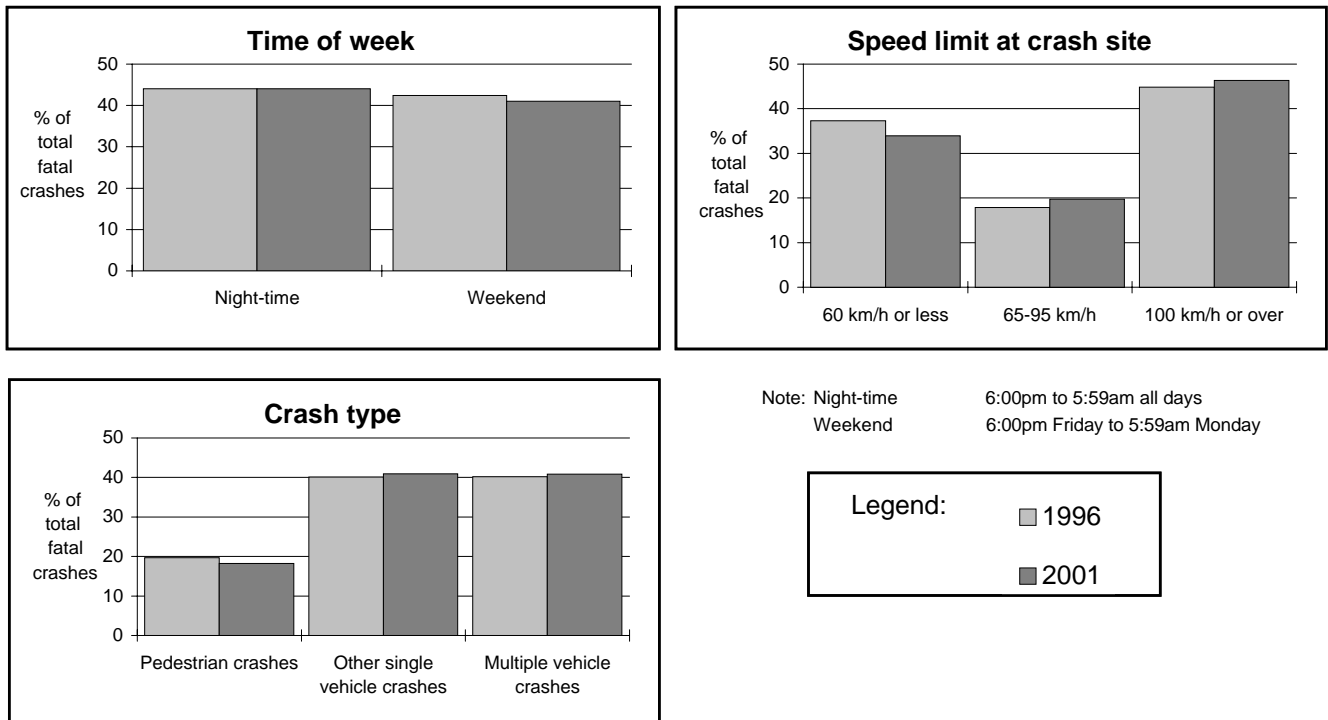 Time of week
50
40
30
20
10
0
% of
total
fatal
crashes
Night-time
Weekend
Speed limit at crash site
50
40
30
20
10
0
% of
total
fatal
crashes
60 km/h or less
65-95 km/h
100 km/h or over
Crash type
50
40
30
20
10
0
% of
total
fatal
crashes
Pedestrian crashes
Other single
vehicle crashes
Multiple vehicle
crashes
Note: Night-time 6:00pm to 5:59am all days
Weekend 6:00pm Friday to 5:59am Monday
Legend:
1996
2001